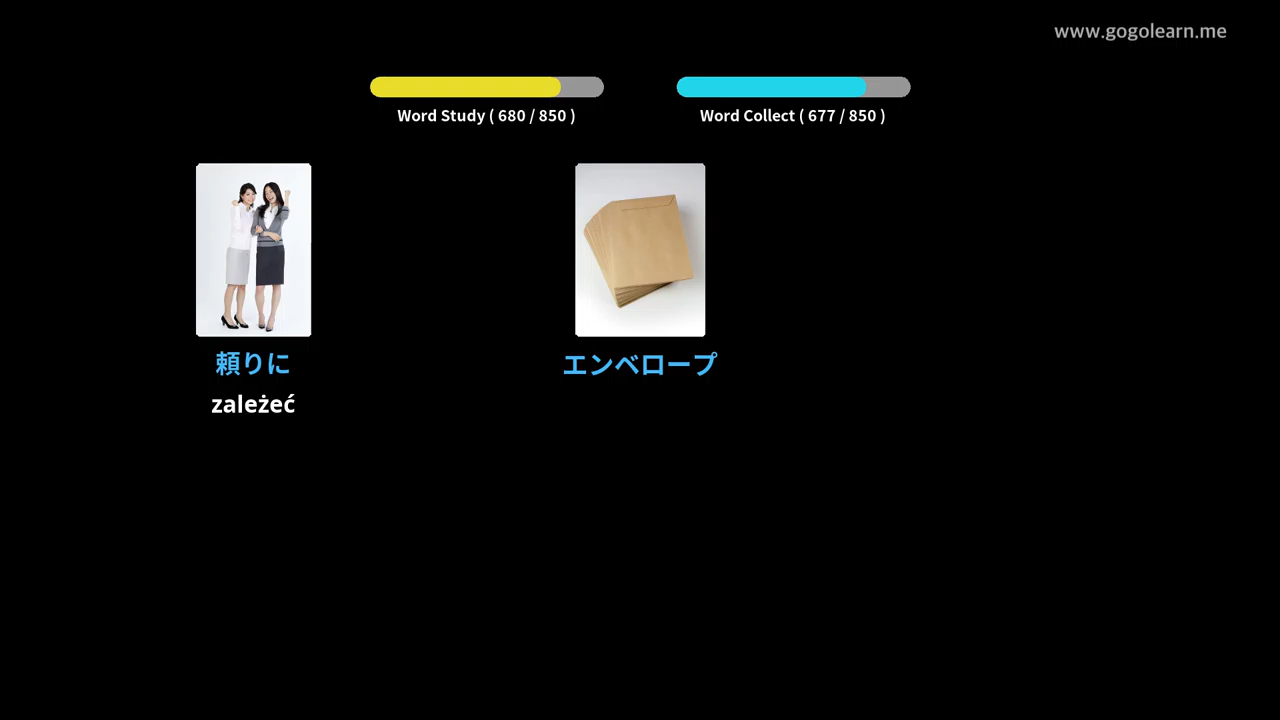 www.gogolearn.me
Word Study ( 680 / 850 )
Word Collect ( 677 / 850 )
頼りに
エンベロープ
zależeć